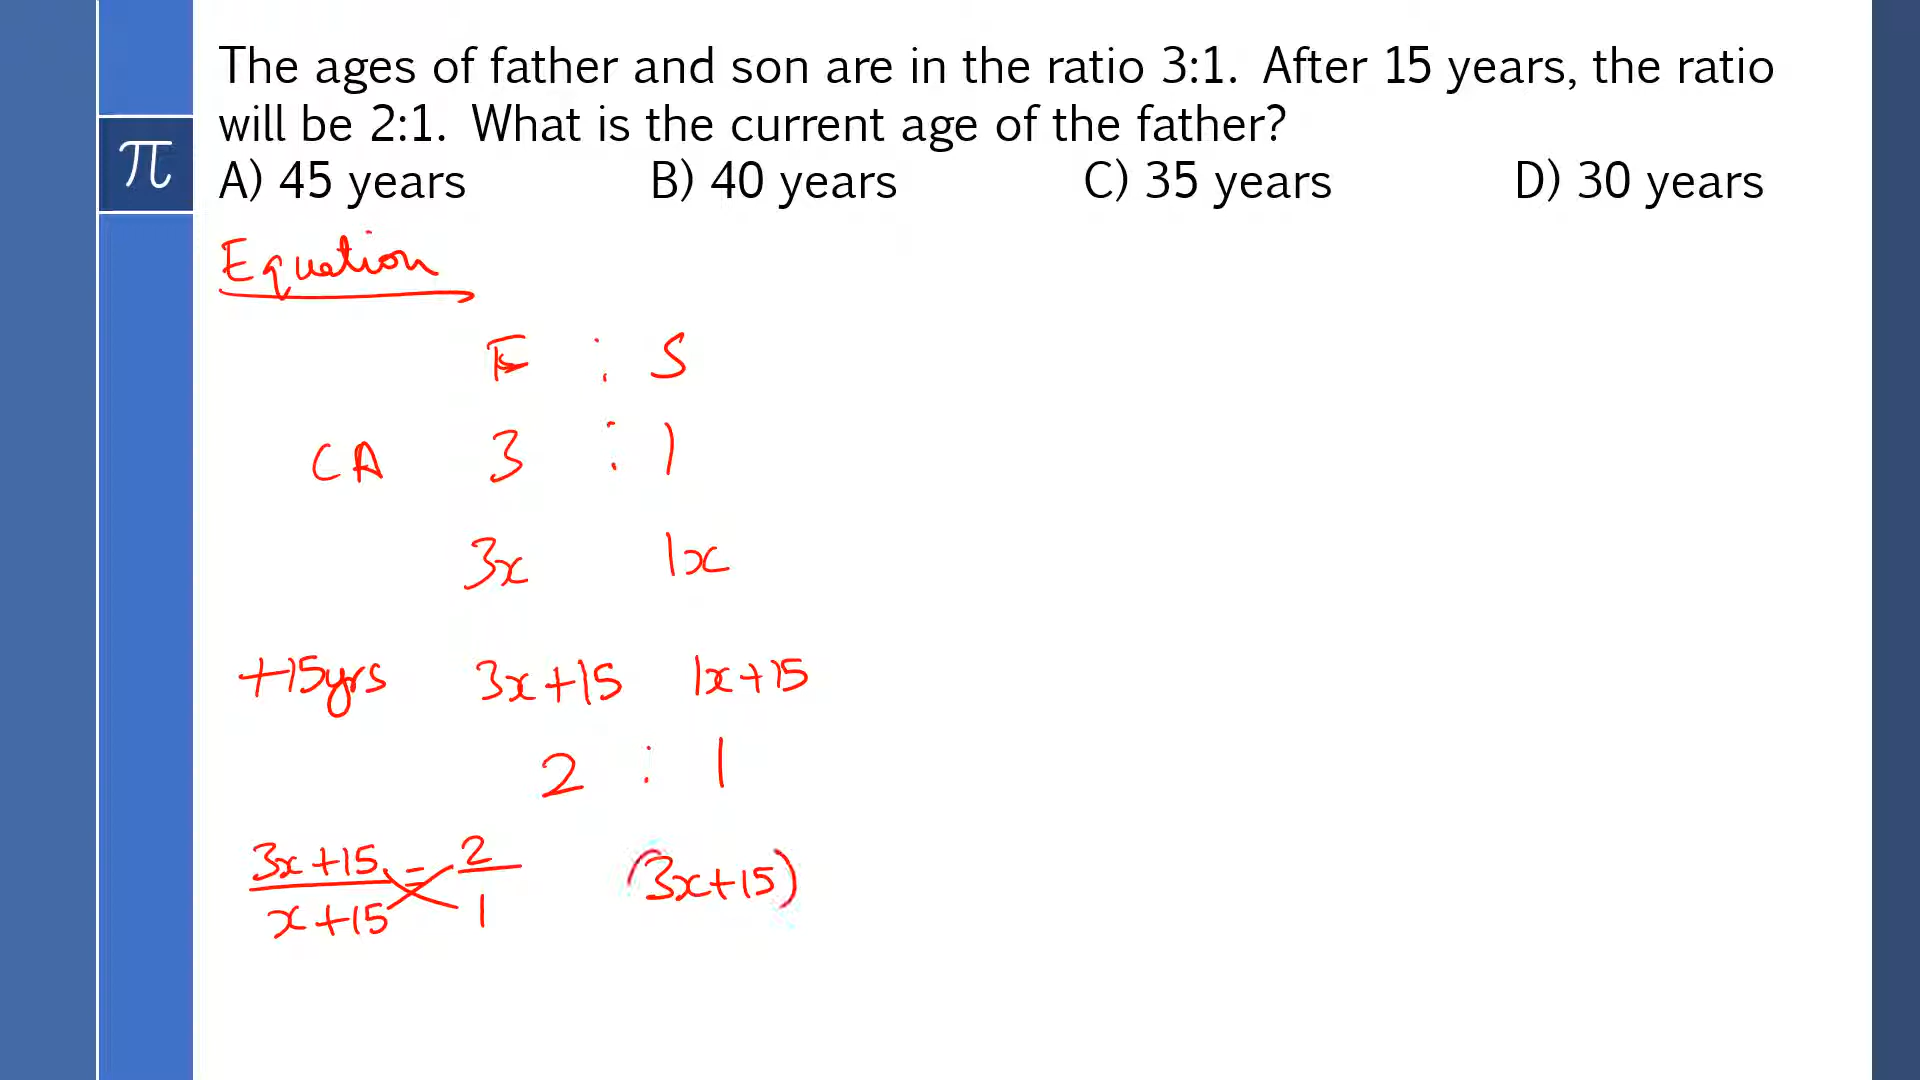 The ages of father and son are in the ratio 3:1. After 15 years, the ratio
will be 2:1. What is the current age of the father?
A) 45 years B) 40 years C) 35 years D) 30 years
π
Equation
F : S
CA 3 : 1
3x 1x
+15yrs 3x+15 1x+15
2 : 1
3x+15/x+15 = 2/1 (3x+15)